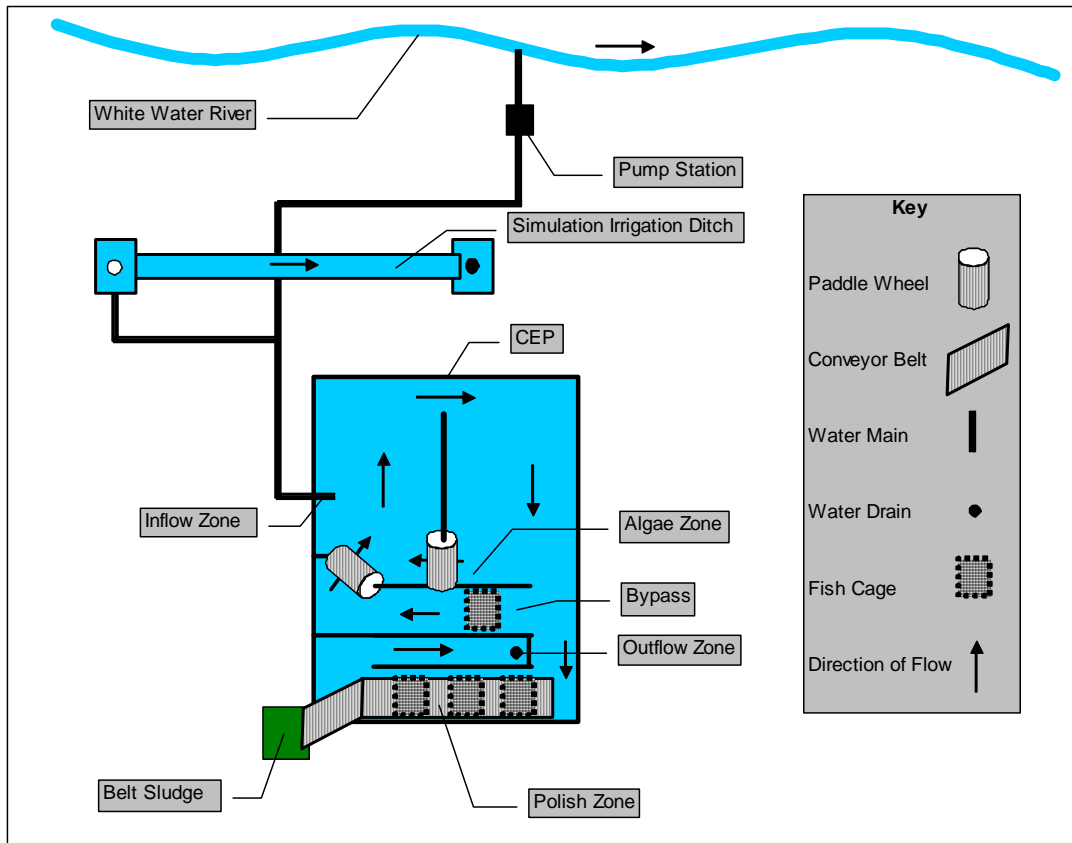 White Water River
Pump Station
Simulation Irrigation Ditch
CEP
Inflow Zone
Algae Zone
Bypass
Outflow Zone
Belt Sludge
Polish Zone
Key
Paddle Wheel
Conveyor Belt
Water Main
Water Drain
Fish Cage
Direction of Flow